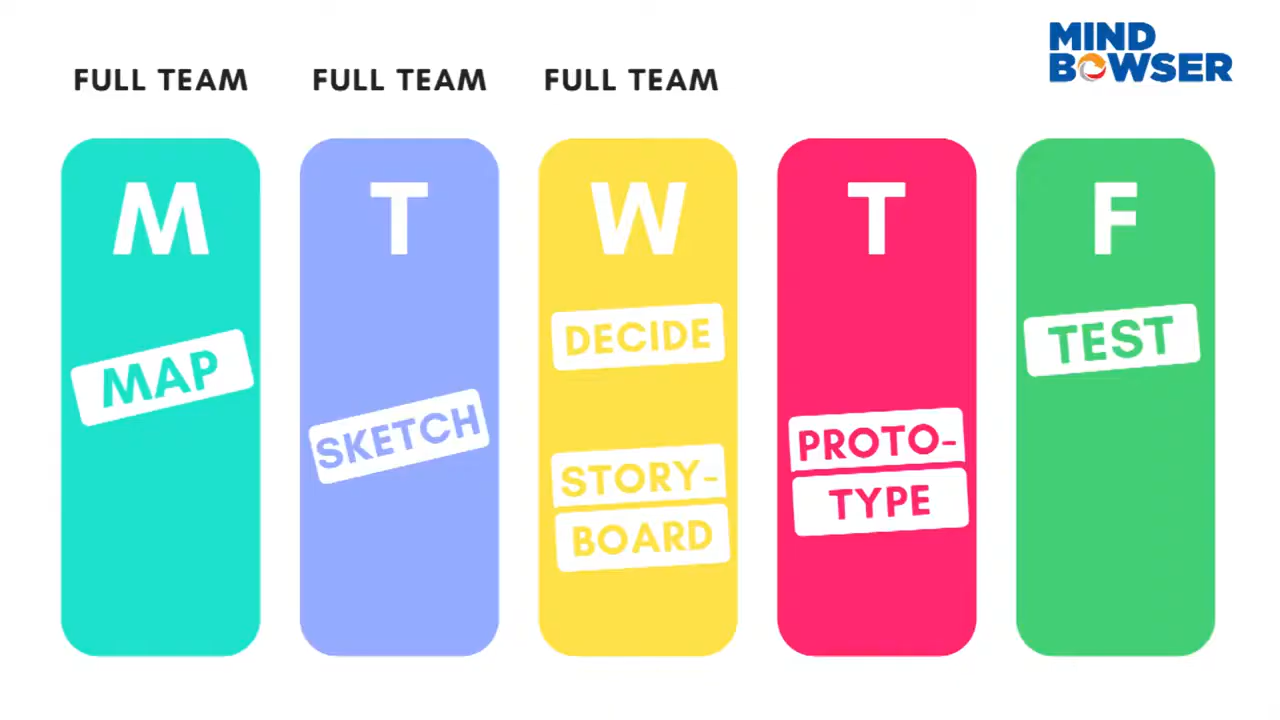 MIND
BOWSER
FULL TEAM
FULL TEAM
FULL TEAM
M
MAP
T
SKETCH
W
DECIDE
STORY-
BOARD
T
PROTO-
TYPE
F
TEST